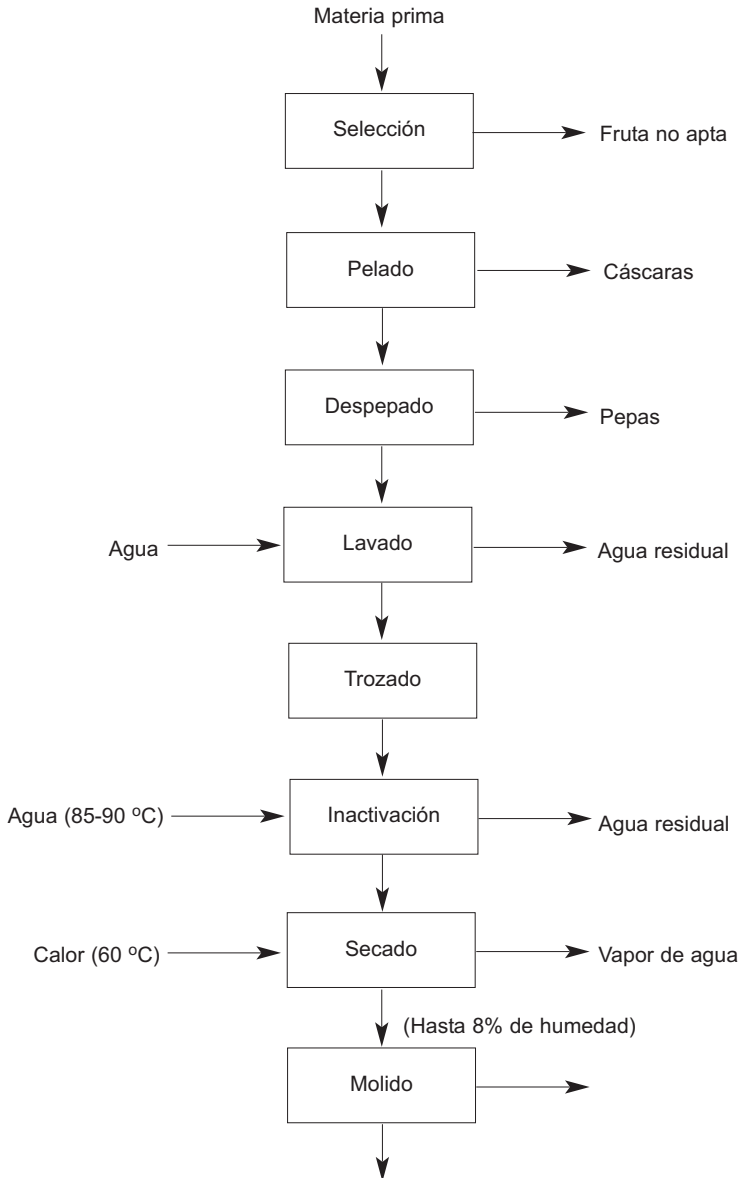 Materia prima
Selección
Fruta no apta
Pelado
Cáscaras
Despepado
Pepas
Agua
Lavado
Agua residual
Trozado
Agua (85-90 ºC)
Inactivación
Agua residual
Calor (60 ºC)
Secado
Vapor de agua
(Hasta 8% de humedad)
Molido